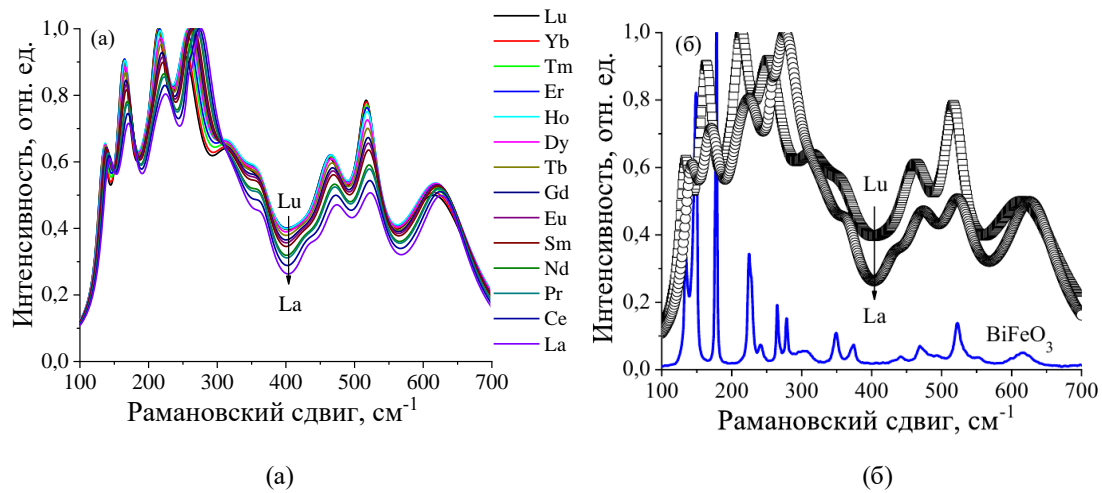 (а)
Интенсивность, отн. ед.
1,0
0,8
0,6
0,4
0,2
0,0
100 200 300 400 500 600 700
Рамановский сдвиг, см⁻¹
Lu
La
Lu
Yb
Tm
Er
Ho
Dy
Tb
Gd
Eu
Sm
Nd
Pr
Ce
La
(а)
(б)
Интенсивность, отн. ед.
1,0
0,8
0,6
0,4
0,2
0,0
100 200 300 400 500 600 700
Рамановский сдвиг, см⁻¹
Lu
La
BiFeO₃
(б)